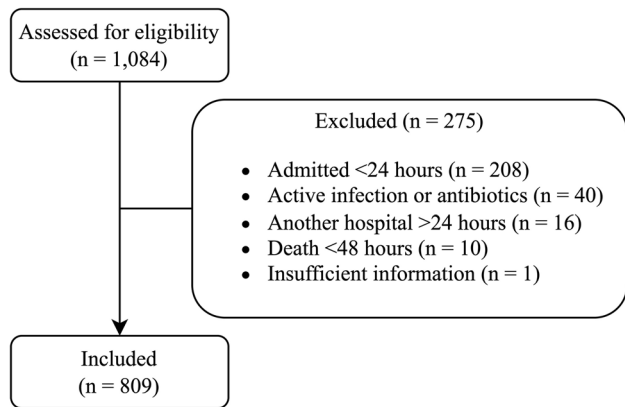 Assessed for eligibility
(n = 1,084)
Excluded (n = 275)
• Admitted <24 hours (n = 208)
• Active infection or antibiotics (n = 40)
• Another hospital >24 hours (n = 16)
• Death <48 hours (n = 10)
• Insufficient information (n = 1)
Included
(n = 809)